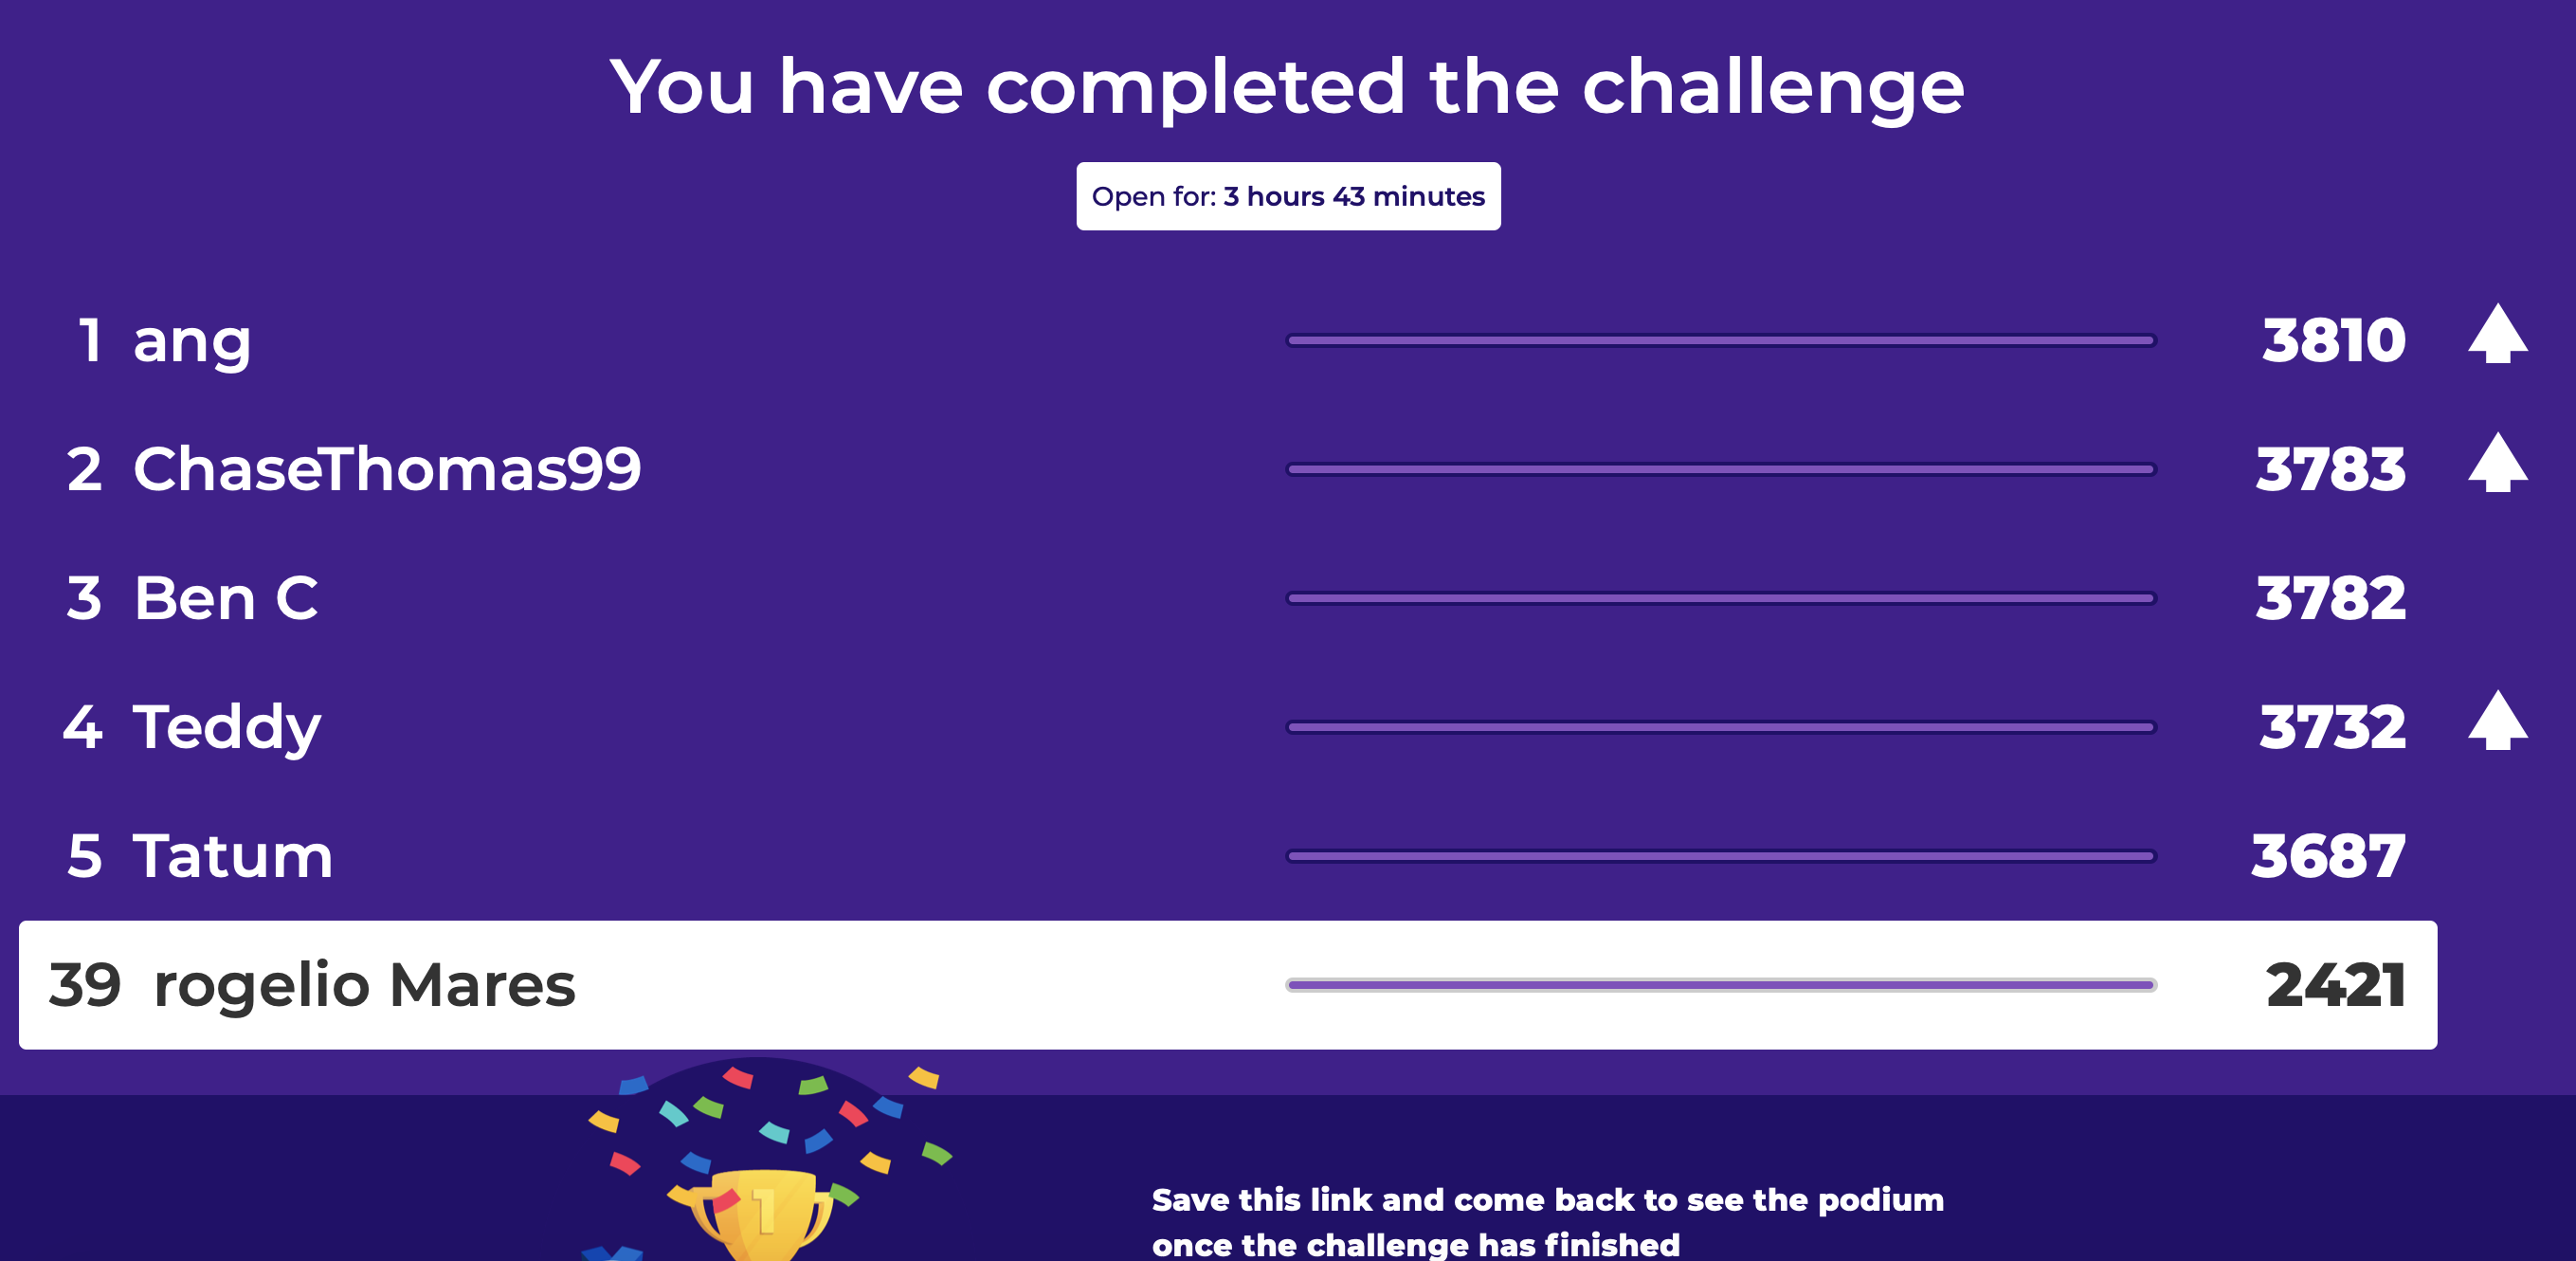 You have completed the challenge
Open for: 3 hours 43 minutes
1 ang 3810
2 ChaseThomas99 3783
3 Ben C 3782
4 Teddy 3732
5 Tatum 3687
39 rogelio Mares 2421
1
Save this link and come back to see the podium
once the challenge has finished